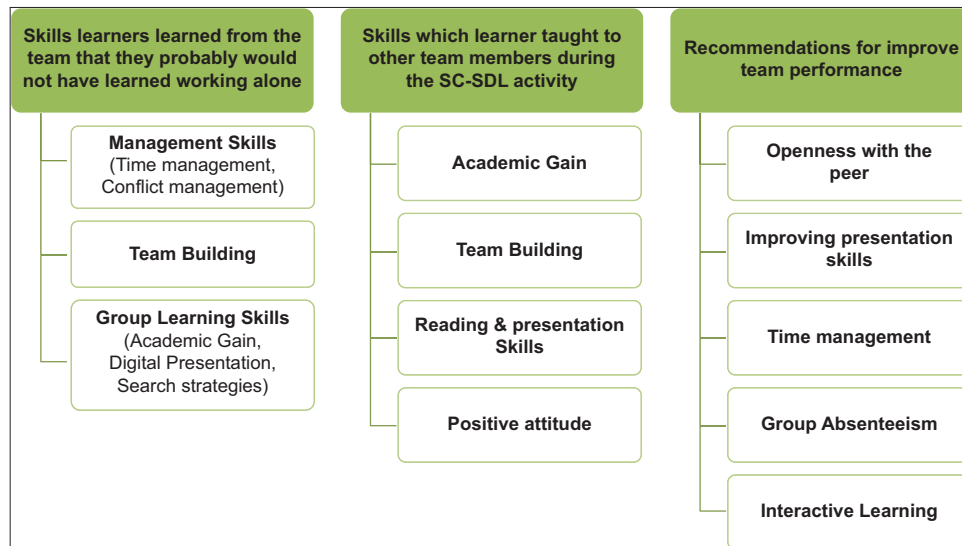 Skills learners learned from the
team that they probably would
not have learned working alone
Management Skills
(Time management,
Conflict management)
Team Building
Group Learning Skills
(Academic Gain,
Digital Presentation,
Search strategies)
Skills which learner taught to
other team members during
the SC-SDL activity
Academic Gain
Team Building
Reading & presentation
Skills
Positive attitude
Recommendations for improve
team performance
Openness with the
peer
Improving presentation
skills
Time management
Group Absenteeism
Interactive Learning